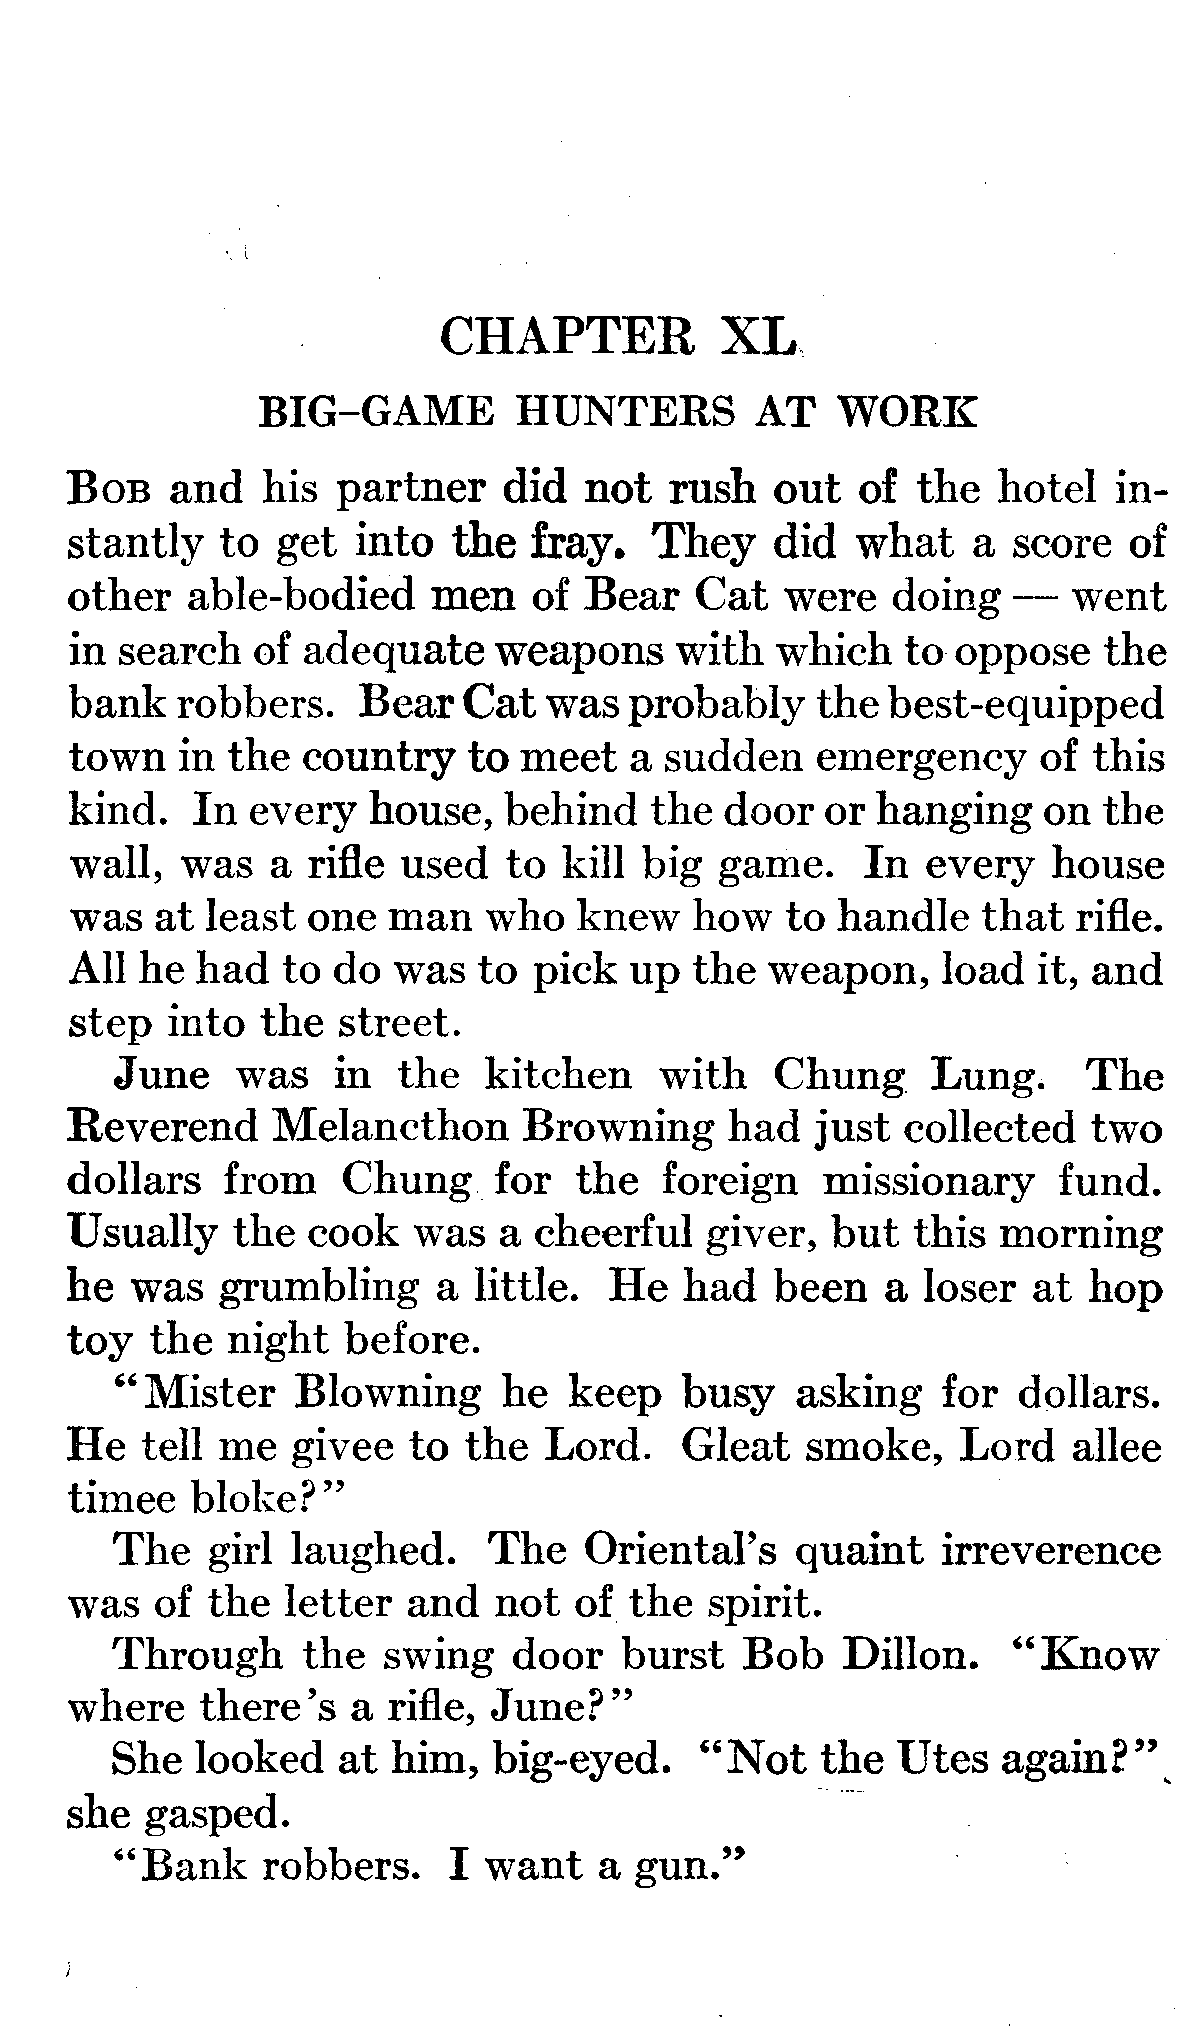 CHAPTER XL
BIG-GAME HUNTERS AT WORK
BOB and his partner did not rush out of the hotel in-
stantly to get into the fray. They did what a score of
other able-bodied men of Bear Cat were doing — went
in search of adequate weapons with which to oppose the
bank robbers. Bear Cat was probably the best-equipped
town in the country to meet a sudden emergency of this
kind. In every house, behind the door or hanging on the
wall, was a rifle used to kill big game. In every house
was at least one man who knew how to handle that rifle.
All he had to do was to pick up the weapon, load it, and
step into the street.
June was in the kitchen with Chung Lung. The
Reverend Melancthon Browning had just collected two
dollars from Chung for the foreign missionary fund.
Usually the cook was a cheerful giver, but this morning
he was grumbling a little. He had been a loser at hop
toy the night before.
“Mister Blowning he keep busy asking for dollars.
He tell me givee to the Lord. Gleat smoke, Lord allee
timee bloke?”
The girl laughed. The Oriental's quaint irreverence
was of the letter and not of the spirit.
Through the swing door burst Bob Dillon. “Know
where there's a rifle, June?”
She looked at him, big-eyed. “Not the Utes again?”
she gasped.
“Bank robbers. I want a gun.”